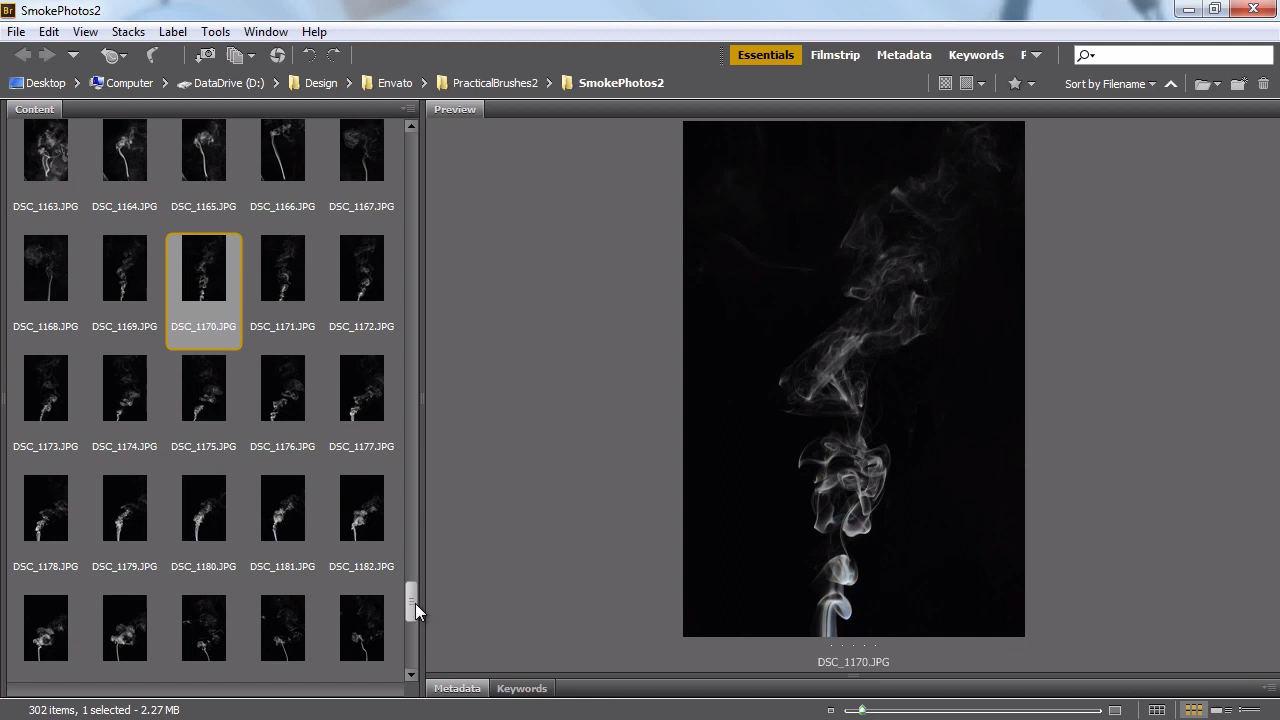 Br SmokePhotos2
File Edit View Stacks Label Tools Window Help
Essentials Filmstrip Metadata Keywords
Desktop Computer DataDrive (D:) Design Envato PracticalBrushes2 SmokePhotos2 Sort by Filename
Content
Preview
DSC_1163.JPG DSC_1164.JPG DSC_1165.JPG DSC_1166.JPG DSC_1167.JPG
DSC_1168.JPG DSC_1169.JPG DSC_1170.JPG DSC_1171.JPG DSC_1172.JPG
DSC_1173.JPG DSC_1174.JPG DSC_1175.JPG DSC_1176.JPG DSC_1177.JPG
DSC_1178.JPG DSC_1179.JPG DSC_1180.JPG DSC_1181.JPG DSC_1182.JPG
DSC_1170.JPG
Metadata Keywords
302 items, 1 selected - 2.27 MB